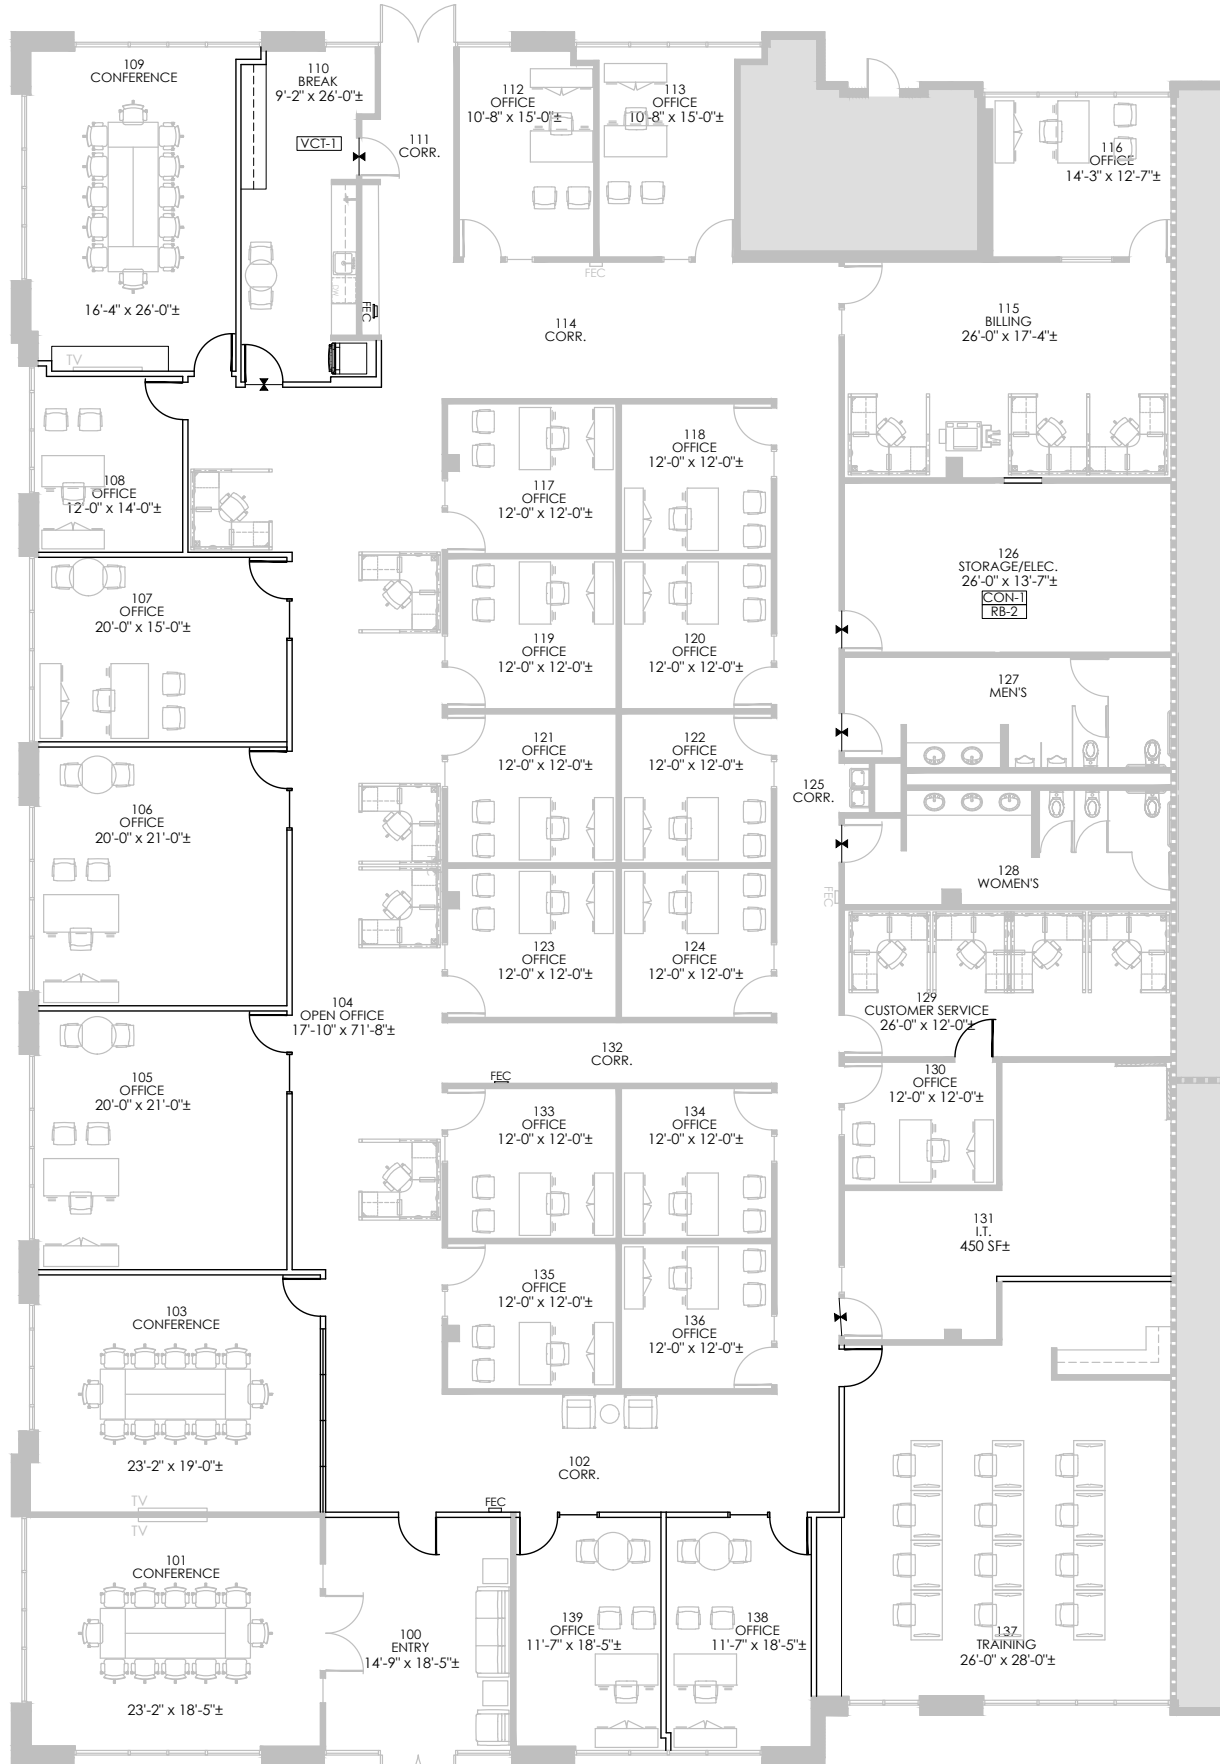 109
CONFERENCE
16'-4" x 26'-0"±
TV
110
BREAK
9'-2" x 26'-0"±
VCT-1
DW
FEC
111
CORR.
112
OFFICE
10'-8" x 15'-0"±
113
OFFICE
10'-8" x 15'-0"±
FEC
116
OFFICE
14'-3" x 12'-7"±
114
CORR.
115
BILLING
26'-0" x 17'-4"±
108
OFFICE
12'-0" x 14'-0"±
117
OFFICE
12'-0" x 12'-0"±
118
OFFICE
12'-0" x 12'-0"±
107
OFFICE
20'-0" x 15'-0"±
119
OFFICE
12'-0" x 12'-0"±
120
OFFICE
12'-0" x 12'-0"±
126
STORAGE/ELEC.
26'-0" x 13'-7"±
CON-1
RB-2
127
MEN'S
106
OFFICE
20'-0" x 21'-0"±
121
OFFICE
12'-0" x 12'-0"±
122
OFFICE
12'-0" x 12'-0"±
125
CORR.
128
WOMEN'S
FEC
123
OFFICE
12'-0" x 12'-0"±
124
OFFICE
12'-0" x 12'-0"±
104
OPEN OFFICE
17'-10" x 71'-8"±
129
CUSTOMER SERVICE
26'-0" x 12'-0"±
132
CORR.
FEC
105
OFFICE
20'-0" x 21'-0"±
130
OFFICE
12'-0" x 12'-0"±
133
OFFICE
12'-0" x 12'-0"±
134
OFFICE
12'-0" x 12'-0"±
131
I.T.
450 SF±
135
OFFICE
12'-0" x 12'-0"±
136
OFFICE
12'-0" x 12'-0"±
103
CONFERENCE
23'-2" x 19'-0"±
102
CORR.
FEC
TV
TV
101
CONFERENCE
23'-2" x 18'-5"±
100
ENTRY
14'-9" x 18'-5"±
139
OFFICE
11'-7" x 18'-5"±
138
OFFICE
11'-7" x 18'-5"±
137
TRAINING
26'-0" x 28'-0"±